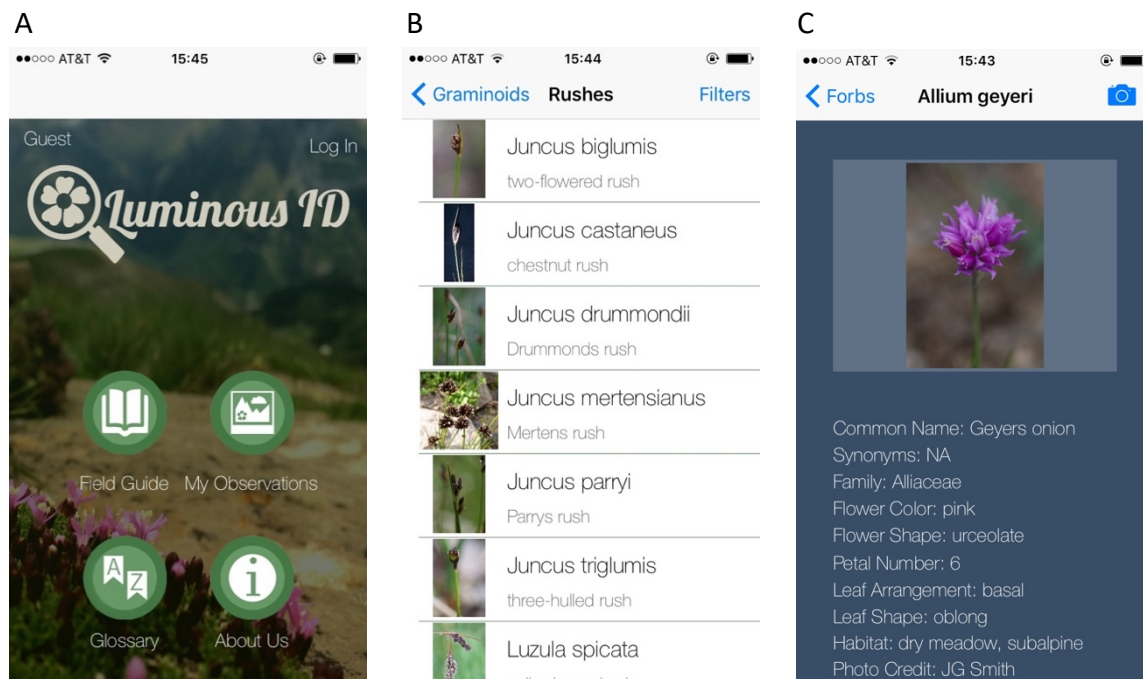 A
●●○○○ AT&T 15:45
Guest
Log In
Luminous ID
Field Guide My Observations
A Z
i
Glossary About Us
B
●●○○○ AT&T 15:44
Graminoids Rushes Filters
Juncus biglumis
two-flowered rush
Juncus castaneus
chestnut rush
Juncus drummondii
Drummonds rush
Juncus mertensianus
Mertens rush
Juncus parryi
Parrys rush
Juncus triglumis
three-hulled rush
Luzula spicata
C
●●○○○ AT&T 15:43
Forbs Allium geyeri
Common Name: Geyers onion
Synonyms: NA
Family: Alliaceae
Flower Color: pink
Flower Shape: urceolate
Petal Number: 6
Leaf Arrangement: basal
Leaf Shape: oblong
Habitat: dry meadow, subalpine
Photo Credit: JG Smith